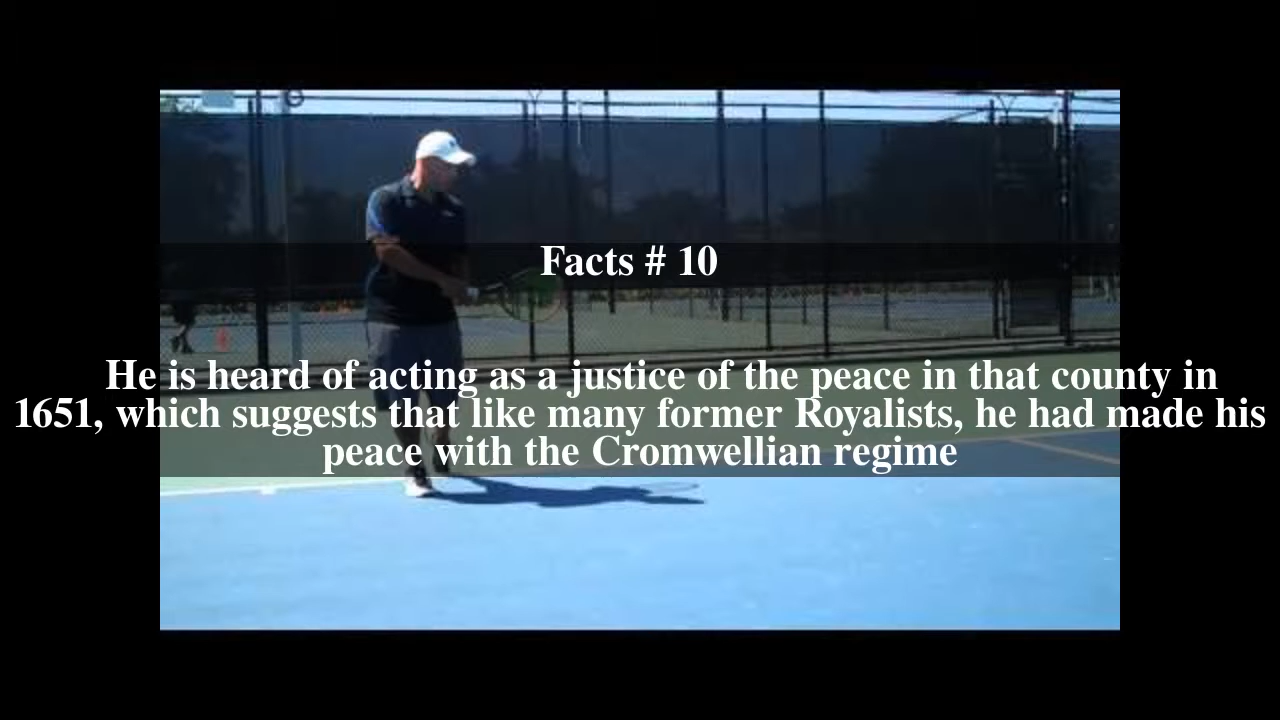 Facts # 10
He is heard of acting as a justice of the peace in that county in
1651, which suggests that like many former Royalists, he had made his
peace with the Cromwellian regime